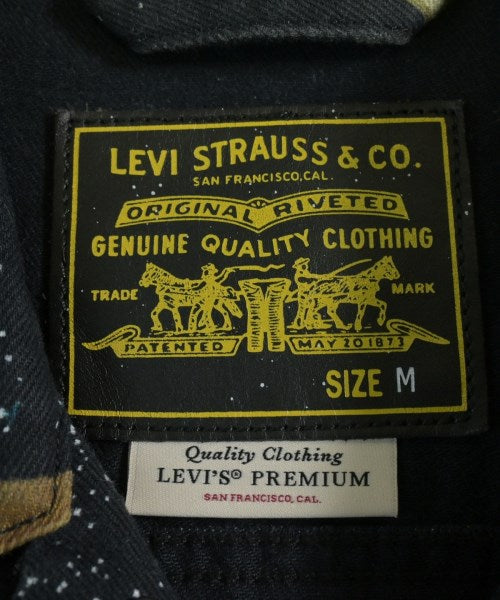 LEVI STRAUSS & CO.
SAN FRANCISCO, CAL.
ORIGINAL RIVETED
GENUINE QUALITY CLOTHING
TRADE MARK
PATENTED MAY 20 1873
SIZE M
Quality Clothing
LEVI'S® PREMIUM
SAN FRANCISCO, CAL.